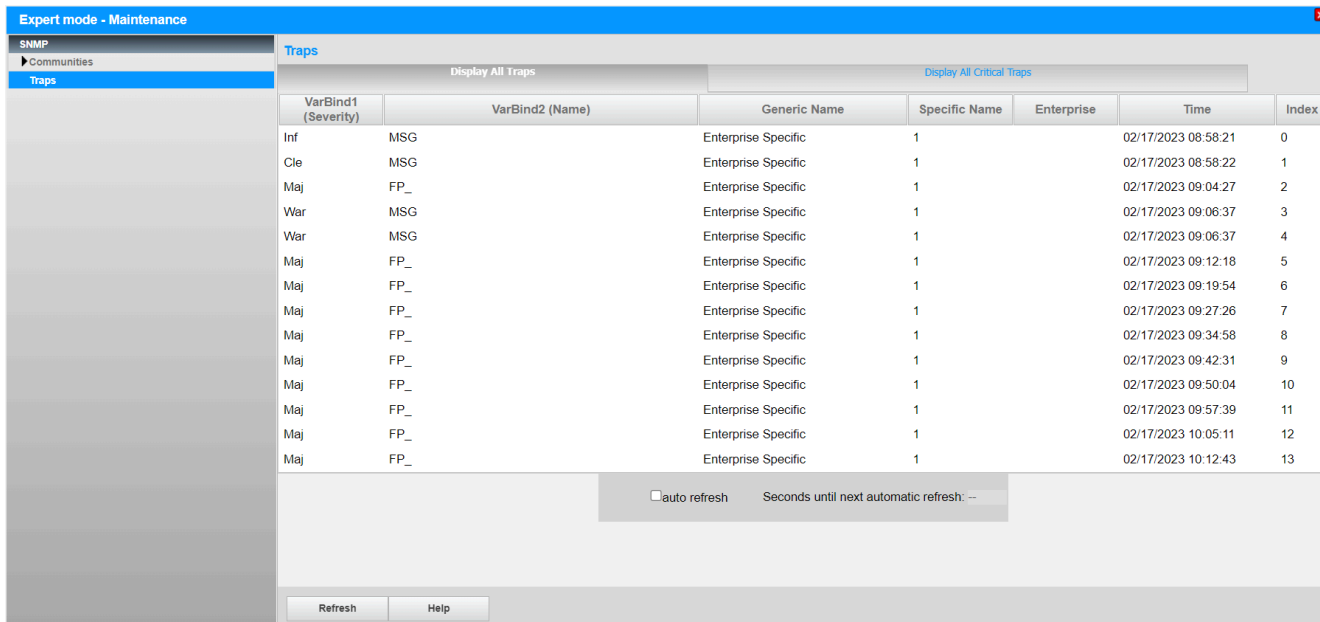 Expert mode - Maintenance
SNMP
Communities
Traps
Traps
Display All Traps
Display All Critical Traps
VarBind1 (Severity) VarBind2 (Name) Generic Name Specific Name Enterprise Time Index
Inf MSG Enterprise Specific 1 02/17/2023 08:58:21 0
Cle MSG Enterprise Specific 1 02/17/2023 08:58:22 1
Maj FP_ Enterprise Specific 1 02/17/2023 09:04:27 2
War MSG Enterprise Specific 1 02/17/2023 09:06:37 3
War MSG Enterprise Specific 1 02/17/2023 09:06:37 4
Maj FP_ Enterprise Specific 1 02/17/2023 09:12:18 5
Maj FP_ Enterprise Specific 1 02/17/2023 09:19:54 6
Maj FP_ Enterprise Specific 1 02/17/2023 09:27:26 7
Maj FP_ Enterprise Specific 1 02/17/2023 09:34:58 8
Maj FP_ Enterprise Specific 1 02/17/2023 09:42:31 9
Maj FP_ Enterprise Specific 1 02/17/2023 09:50:04 10
Maj FP_ Enterprise Specific 1 02/17/2023 09:57:39 11
Maj FP_ Enterprise Specific 1 02/17/2023 10:05:11 12
Maj FP_ Enterprise Specific 1 02/17/2023 10:12:43 13
auto refresh Seconds until next automatic refresh: --
Refresh Help